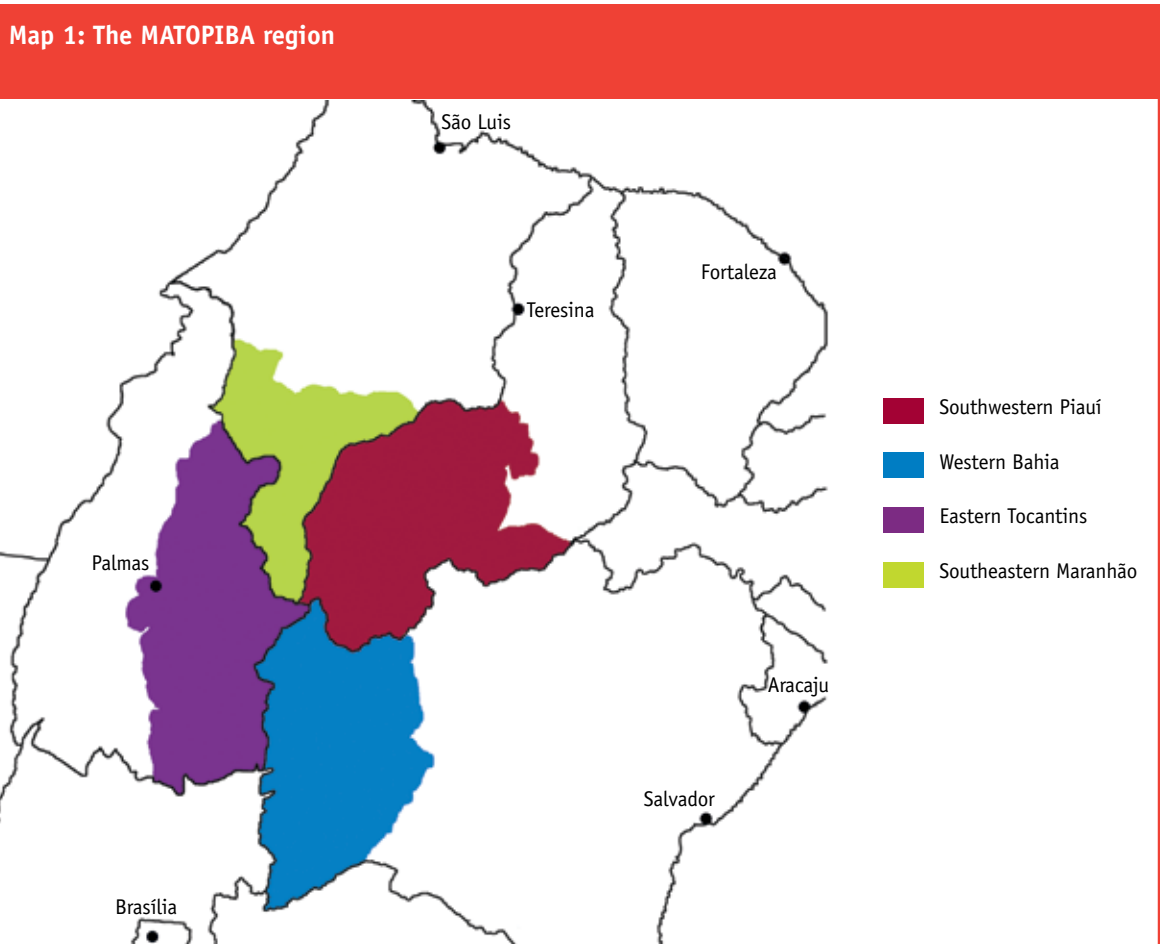 Map 1: The MATOPIBA region
São Luis
Fortaleza
Teresina
Southwestern Piauí
Western Bahia
Eastern Tocantins
Palmas
Southeastern Maranhão
Aracaju
Salvador
Brasília